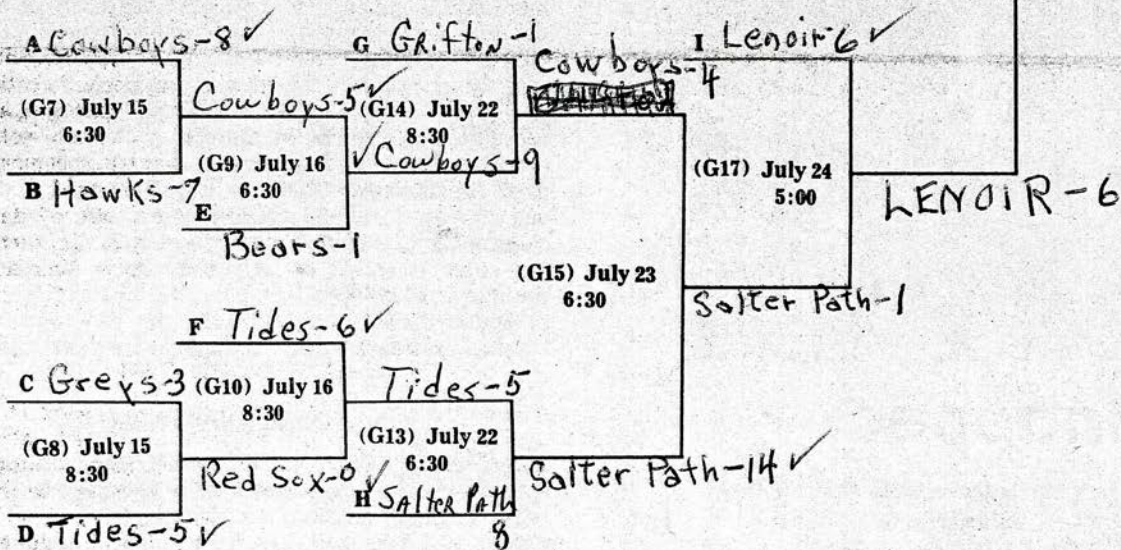 A Cowboys-8 ✓
(G7) July 15
6:30
B Hawks-7
Cowboys-5 ✓
(G9) July 16
6:30
E
Bears-1
G Grifton-1
(G14) July 22
8:30
✓ Cowboys-9
Cowboys-4
I Lenoir-6 ✓
(G17) July 24
5:00
LENOIR-6
(G15) July 23
6:30
Salter Path-1
F Tides-6 ✓
C Greys-3
(G10) July 16
8:30
(G8) July 15
8:30
Red Sox-0
D Tides-5 ✓
Tides-5
(G13) July 22
6:30
✓
H SAlter PAth
8
Salter Path-14 ✓